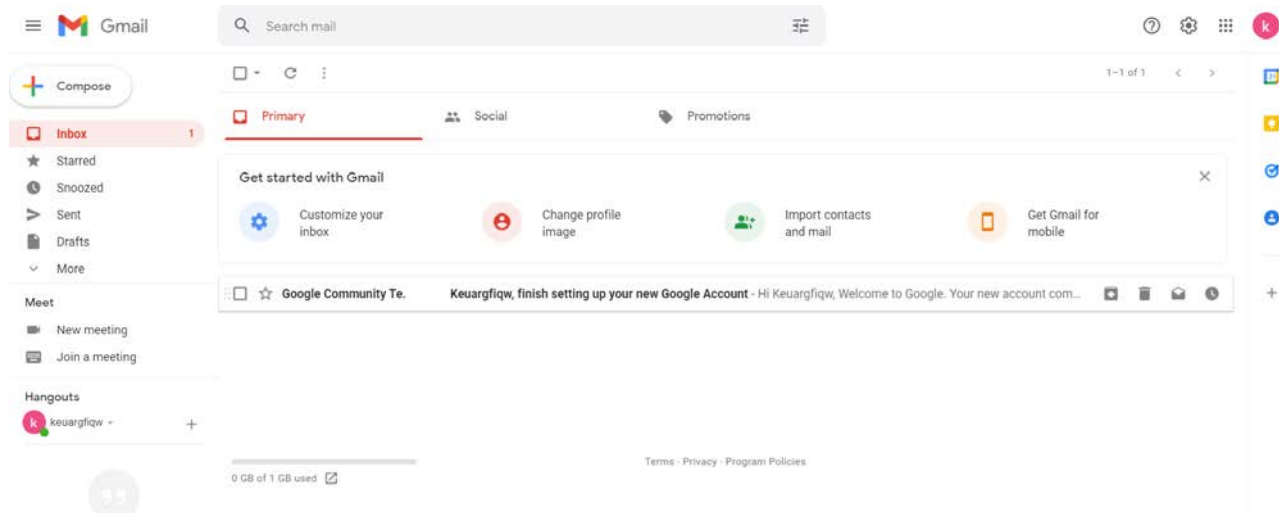 Gmail
Search mail
Compose
1-1 of 1
Primary
Social
Promotions
Inbox 1
Starred
Snoozed
Sent
Drafts
More
Get started with Gmail
Customize your
inbox
Change profile
image
Import contacts
and mail
Get Gmail for
mobile
Google Community Te. Keuargfiqw, finish setting up your new Google Account - Hi Keuargfiqw, Welcome to Google. Your new account com...
Meet
New meeting
Join a meeting
Hangouts
k keuargfiqw
Terms · Privacy · Program Policies
0 GB of 1 GB used
k